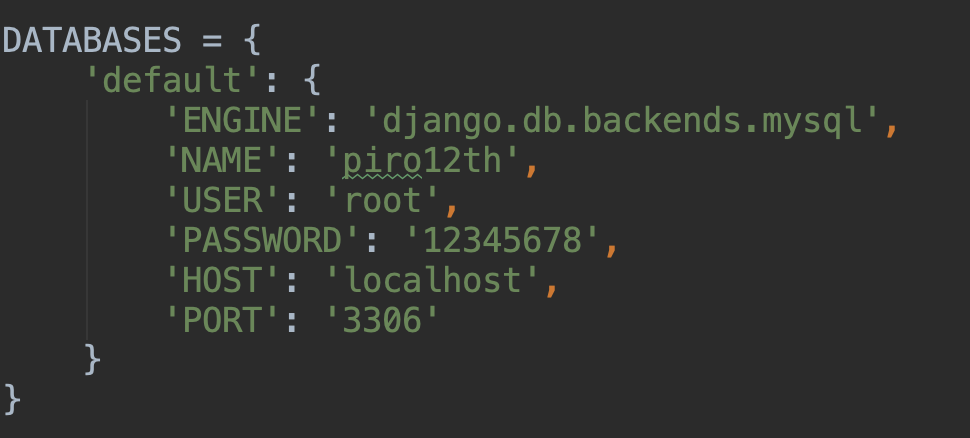 DATABASES = {
    'default': {
        'ENGINE': 'django.db.backends.mysql',
        'NAME': 'piro12th',
        'USER': 'root',
        'PASSWORD': '12345678',
        'HOST': 'localhost',
        'PORT': '3306'
    }
}